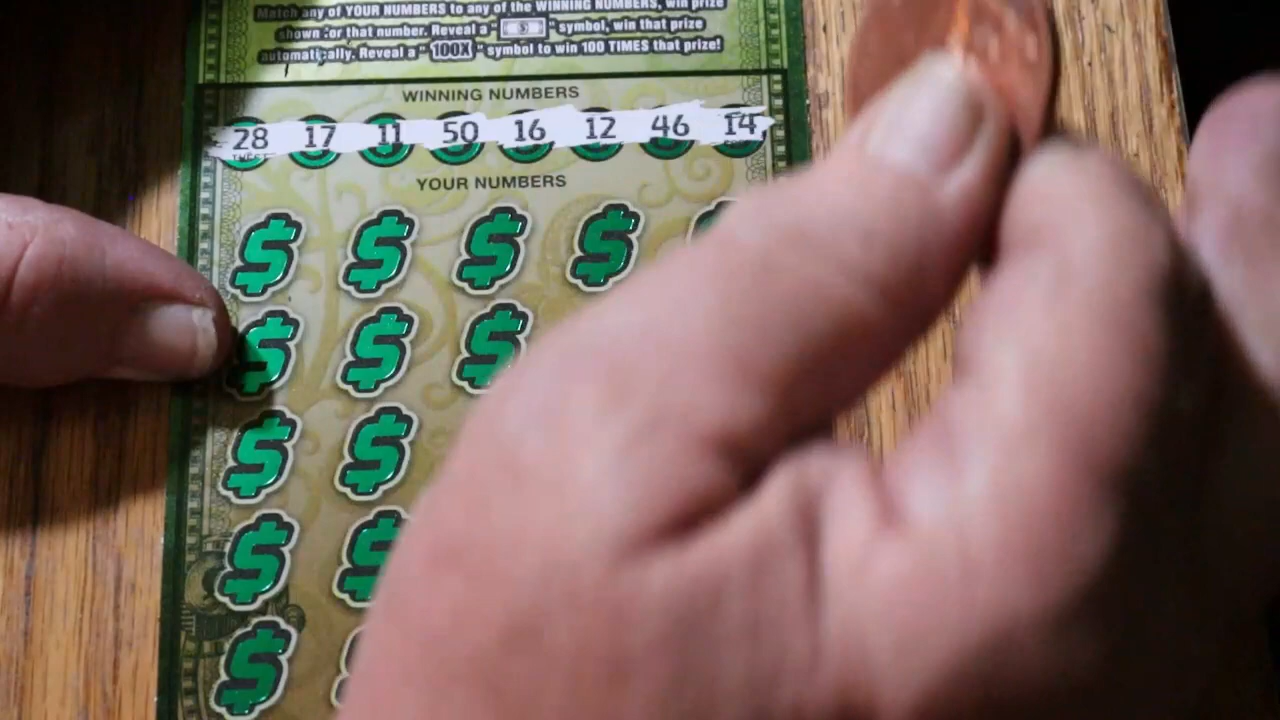 Match any of YOUR NUMBERS to any of the WINNING NUMBERS, win prize
shown for that number. Reveal a " $ " symbol, win that prize
automatically. Reveal a " 100X " symbol to win 100 TIMES that prize!
WINNING NUMBERS
28 17 11 50 16 12 46 14
YOUR NUMBERS
$ $ $ $
$ $ $
$ $
$ $
$